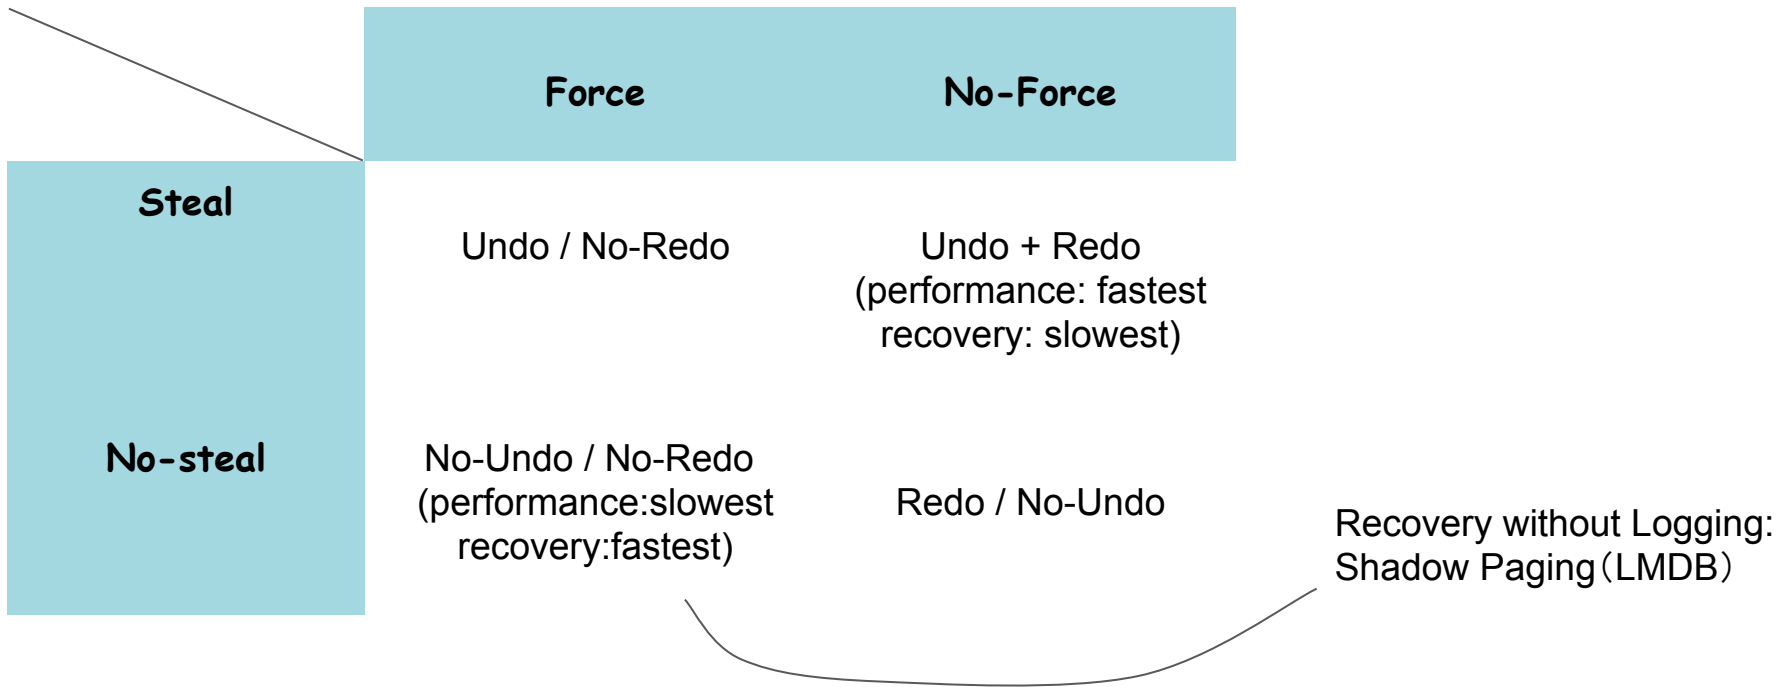 Force
No-Force
Steal
Undo / No-Redo
Undo + Redo
(performance: fastest
recovery: slowest)
No-steal
No-Undo / No-Redo
(performance:slowest
recovery:fastest)
Redo / No-Undo
Recovery without Logging:
Shadow Paging（LMDB）